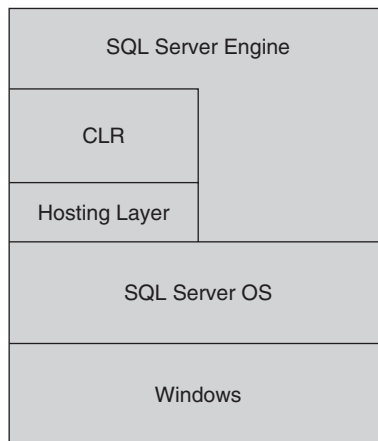 SQL Server Engine
CLR
Hosting Layer
SQL Server OS
Windows